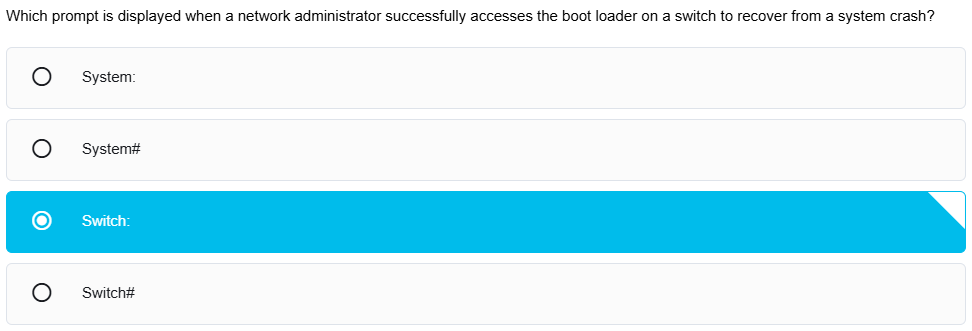 Which prompt is displayed when a network administrator successfully accesses the boot loader on a switch to recover from a system crash?
System:
System#
Switch:
Switch#